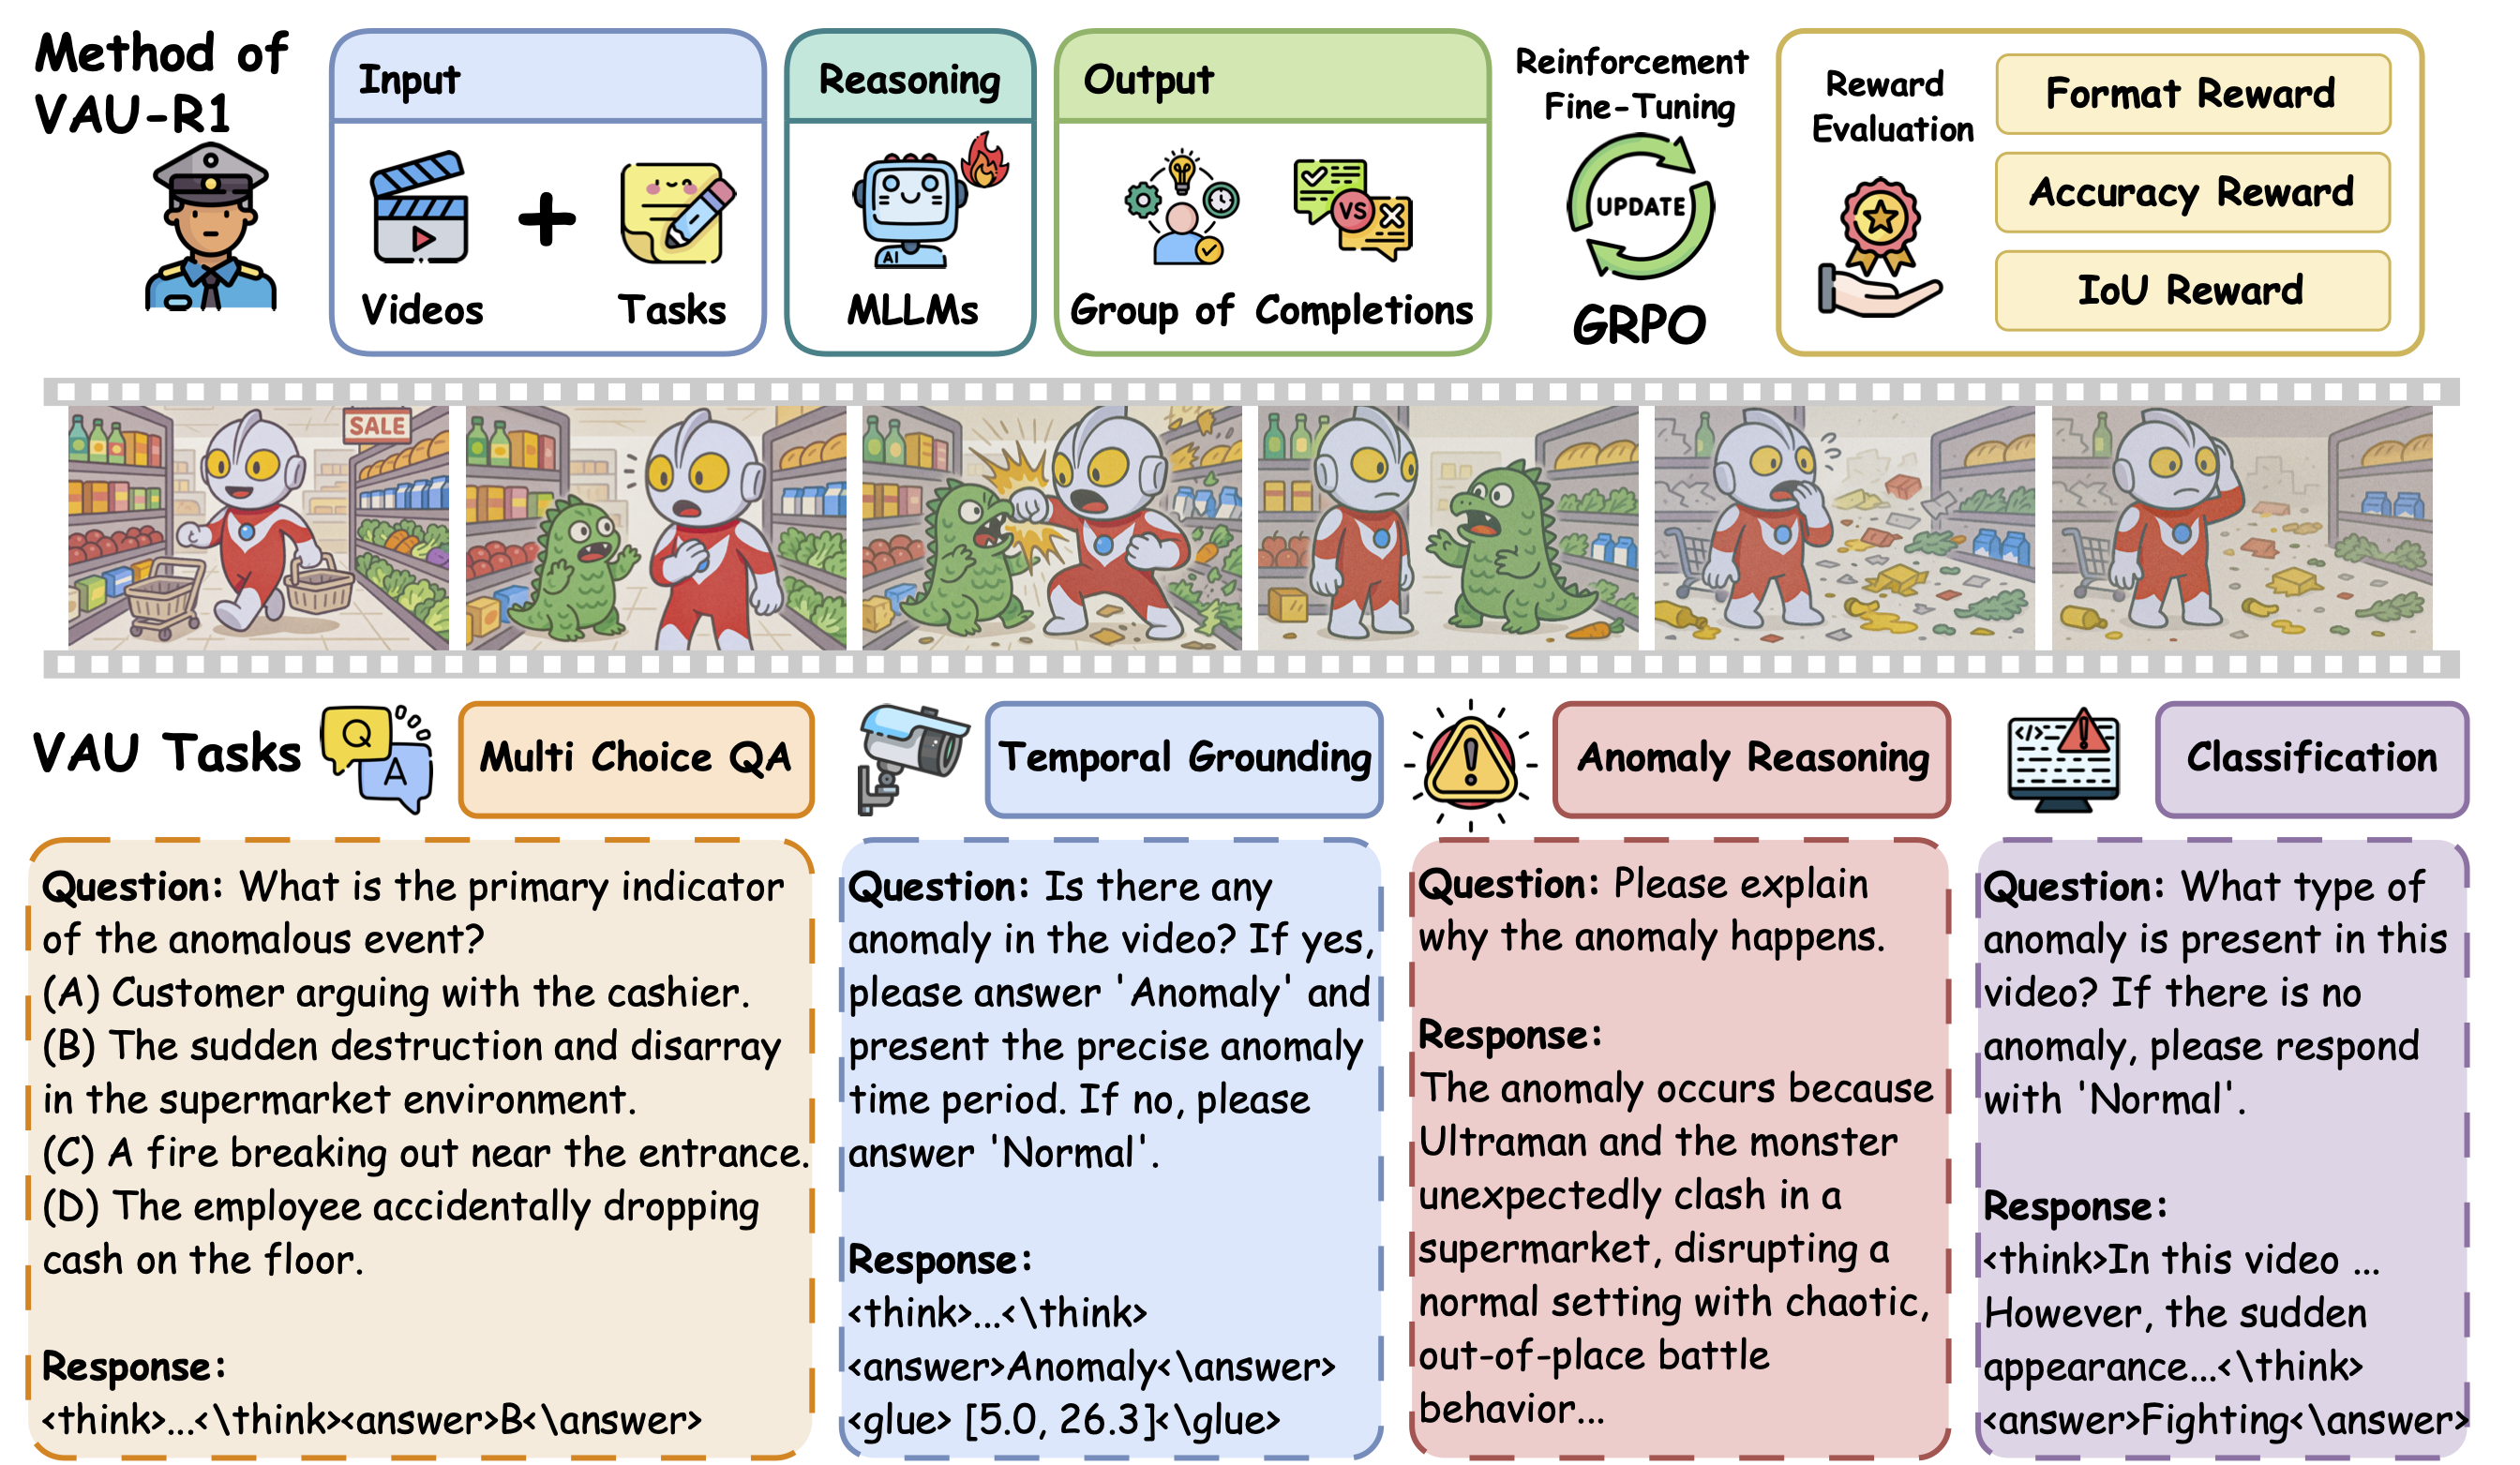 Method of
VAU-R1
Input
Videos
+
Tasks
Reasoning
AI
MLLMs
Output
VS
Group of Completions
Reinforcement
Fine-Tuning
UPDATE
GRPO
Reward
Evaluation
Format Reward
Accuracy Reward
IoU Reward
SALE
VAU Tasks
Q
A
Multi Choice QA
Temporal Grounding
Anomaly Reasoning
</>
Classification
Question: What is the primary indicator
of the anomalous event?
(A) Customer arguing with the cashier.
(B) The sudden destruction and disarray
in the supermarket environment.
(C) A fire breaking out near the entrance.
(D) The employee accidentally dropping
cash on the floor.
Response:
<think>...<\think><answer>B<\answer>
Question: Is there any
anomaly in the video? If yes,
please answer 'Anomaly' and
present the precise anomaly
time period. If no, please
answer 'Normal'.
Response:
<think>...<\think>
<answer>Anomaly<\answer>
<glue> [5.0, 26.3]<\glue>
Question: Please explain
why the anomaly happens.
Response:
The anomaly occurs because
Ultraman and the monster
unexpectedly clash in a
supermarket, disrupting a
normal setting with chaotic,
out-of-place battle
behavior...
Question: What type of
anomaly is present in this
video? If there is no
anomaly, please respond
with 'Normal'.
Response:
<think>In this video ...
However, the sudden
appearance...<\think>
<answer>Fighting<\answer>